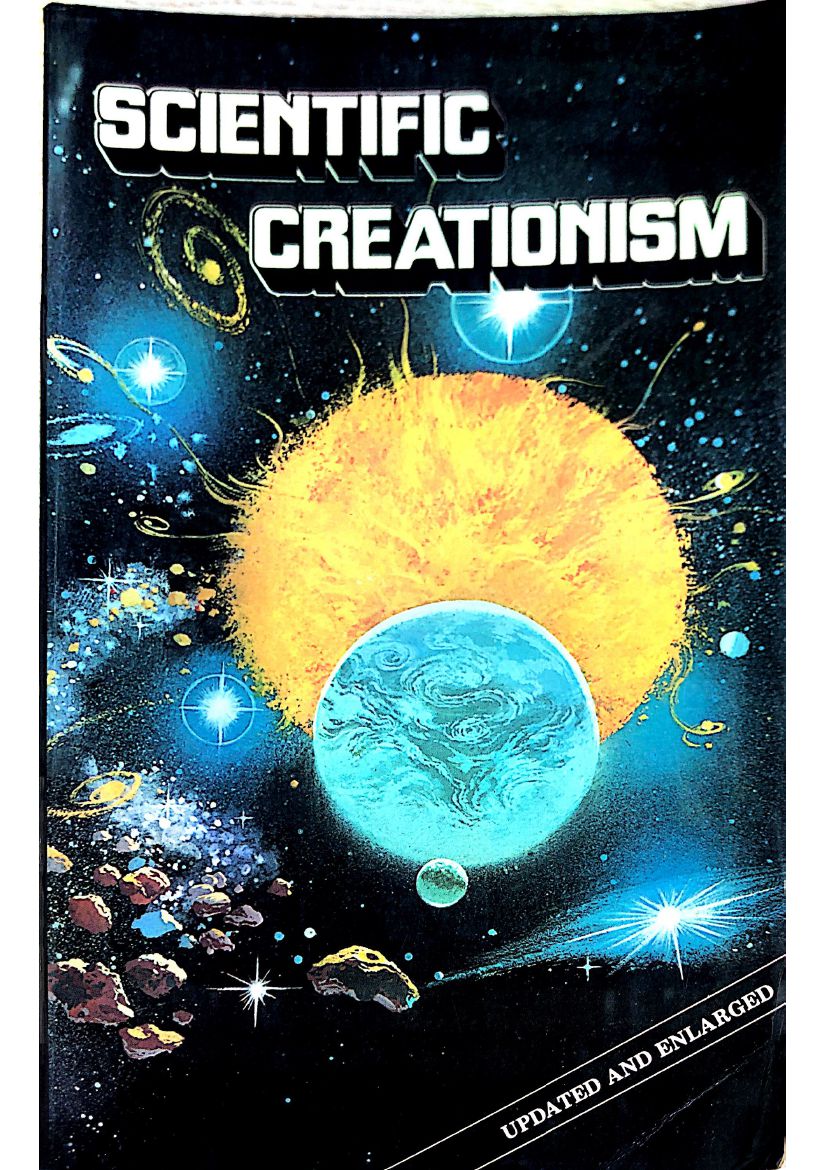 SCIENTIFIC
CREATIONISM
UPDATED AND ENLARGED